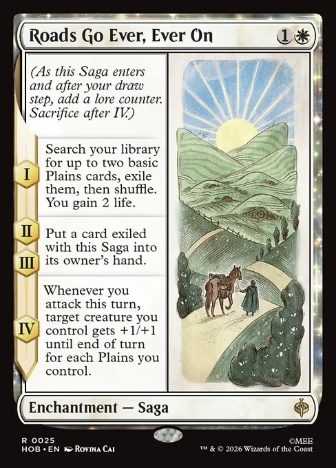 Roads Go Ever, Ever On 1
(As this Saga enters
and after your draw
step, add a lore counter.
Sacrifice after IV.)
I
Search your library
for up to two basic
Plains cards, exile
them, then shuffle.
You gain 2 life.
II
III
Put a card exiled
with this Saga into
its owner's hand.
IV
Whenever you
attack this turn,
target creature you
control gets +1/+1
until end of turn
for each Plains you
control.
Enchantment — Saga
R 0025
HOB • EN Rovina Cai
©MEE
™ & © 2026 Wizards of the Coast